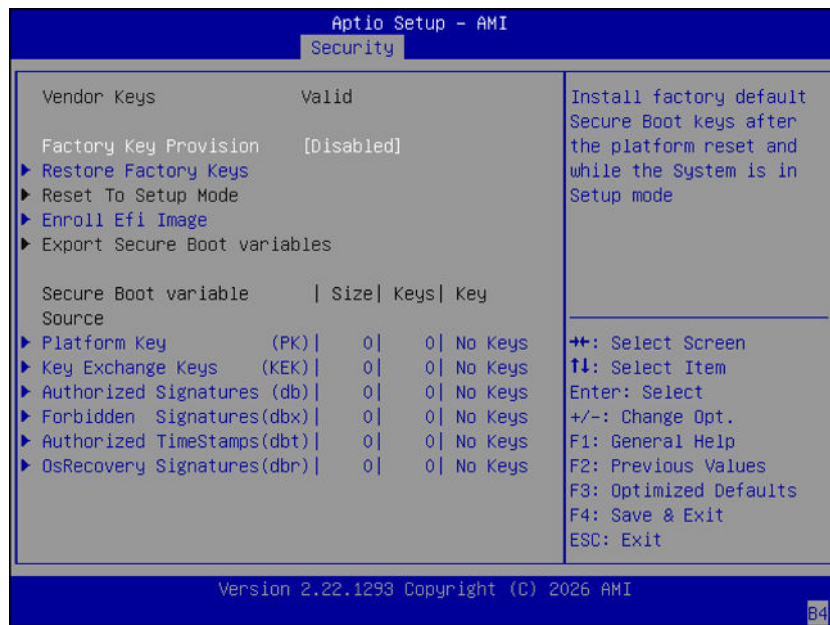 Aptio Setup - AMI
Security
Vendor Keys Valid
Factory Key Provision [Disabled]
▶ Restore Factory Keys
▶ Reset To Setup Mode
▶ Enroll Efi Image
▶ Export Secure Boot variables
Secure Boot variable | Size| Keys| Key
Source
▶ Platform Key (PK)| 0| 0| No Keys
▶ Key Exchange Keys (KEK)| 0| 0| No Keys
▶ Authorized Signatures (db)| 0| 0| No Keys
▶ Forbidden Signatures(dbx)| 0| 0| No Keys
▶ Authorized TimeStamps(dbt)| 0| 0| No Keys
▶ OsRecovery Signatures(dbr)| 0| 0| No Keys
Install factory default
Secure Boot keys after
the platform reset and
while the System is in
Setup mode
→←: Select Screen
↑↓: Select Item
Enter: Select
+/-: Change Opt.
F1: General Help
F2: Previous Values
F3: Optimized Defaults
F4: Save & Exit
ESC: Exit
Version 2.22.1293 Copyright (C) 2026 AMI
B4